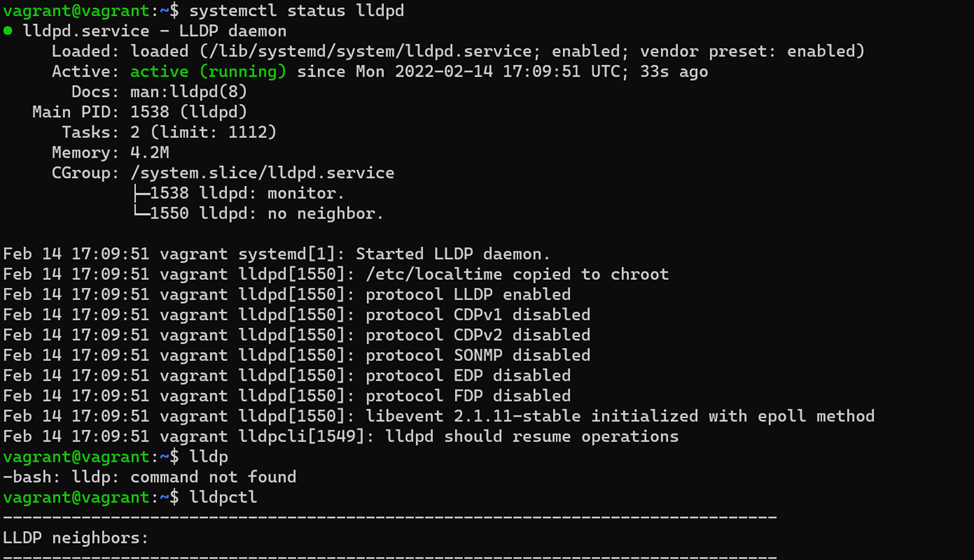 vagrant@vagrant:~$ systemctl status lldpd
● lldpd.service - LLDP daemon
     Loaded: loaded (/lib/systemd/system/lldpd.service; enabled; vendor preset: enabled)
     Active: active (running) since Mon 2022-02-14 17:09:51 UTC; 33s ago
       Docs: man:lldpd(8)
   Main PID: 1538 (lldpd)
      Tasks: 2 (limit: 1112)
     Memory: 4.2M
     CGroup: /system.slice/lldpd.service
             ├─1538 lldpd: monitor.
             └─1550 lldpd: no neighbor.
Feb 14 17:09:51 vagrant systemd[1]: Started LLDP daemon.
Feb 14 17:09:51 vagrant lldpd[1550]: /etc/localtime copied to chroot
Feb 14 17:09:51 vagrant lldpd[1550]: protocol LLDP enabled
Feb 14 17:09:51 vagrant lldpd[1550]: protocol CDPv1 disabled
Feb 14 17:09:51 vagrant lldpd[1550]: protocol CDPv2 disabled
Feb 14 17:09:51 vagrant lldpd[1550]: protocol SONMP disabled
Feb 14 17:09:51 vagrant lldpd[1550]: protocol EDP disabled
Feb 14 17:09:51 vagrant lldpd[1550]: protocol FDP disabled
Feb 14 17:09:51 vagrant lldpd[1550]: libevent 2.1.11-stable initialized with epoll method
Feb 14 17:09:51 vagrant lldpcli[1549]: lldpd should resume operations
vagrant@vagrant:~$ lldp
-bash: lldp: command not found
vagrant@vagrant:~$ lldpctl
-------------------------------------------------------------------------------
LLDP neighbors:
-------------------------------------------------------------------------------